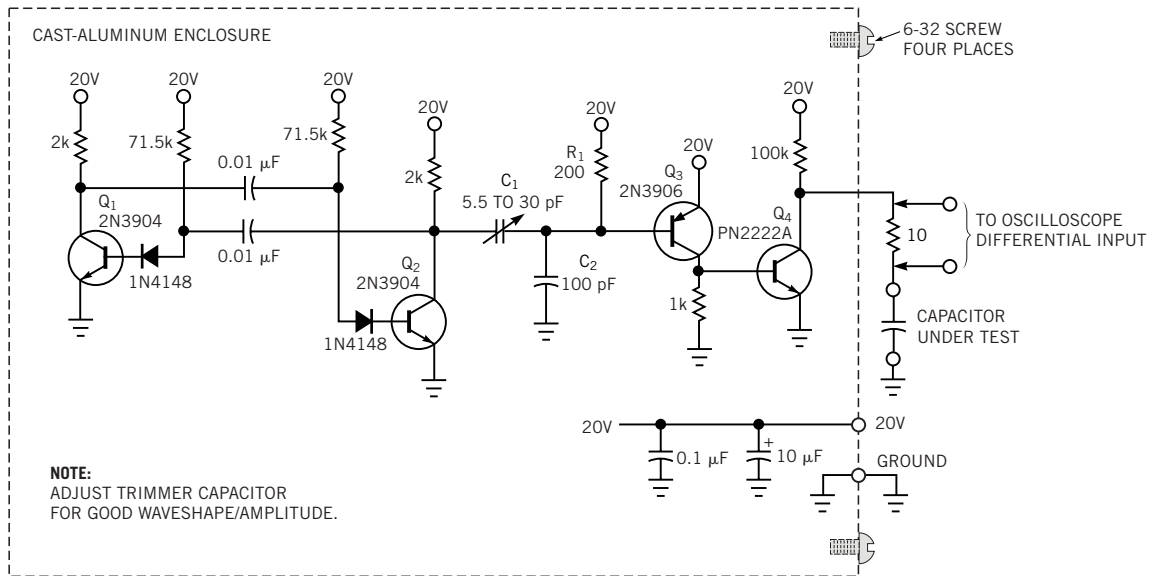 CAST-ALUMINUM ENCLOSURE
6-32 SCREW
FOUR PLACES
20V
20V
20V
20V
20V
20V
20V
2k
71.5k
71.5k
2k
0.01 µF
0.01 µF
Q1
2N3904
1N4148
Q2
2N3904
1N4148
C1
5.5 TO 30 pF
R1
200
C2
100 pF
Q3
2N3906
1k
100k
Q4
PN2222A
10
TO OSCILLOSCOPE
DIFFERENTIAL INPUT
CAPACITOR
UNDER TEST
20V
20V
0.1 µF
+
10 µF
GROUND
NOTE:
ADJUST TRIMMER CAPACITOR
FOR GOOD WAVESHAPE/AMPLITUDE.